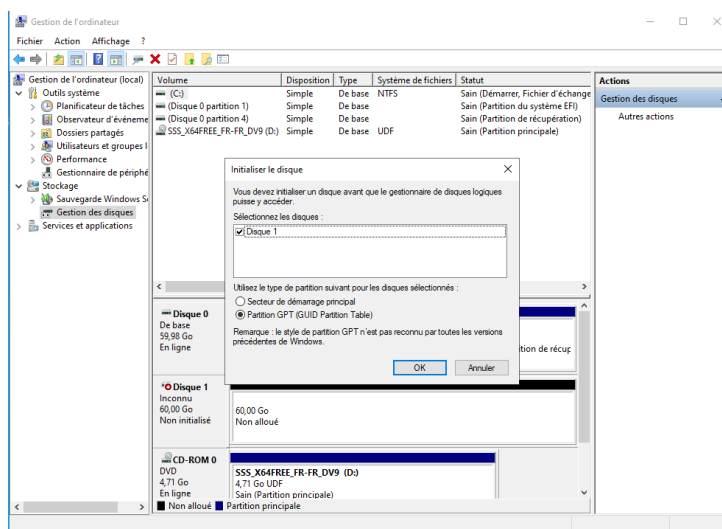 Gestion de l'ordinateur
Fichier Action Affichage ?
Gestion de l'ordinateur (local)
Outils système
Planificateur de tâches
Observateur d'événeme
Dossiers partagés
Utilisateurs et groupes l
Performance
Gestionnaire de périphé
Stockage
Sauvegarde Windows S
Gestion des disques
Services et applications
Volume Disposition Type Système de fichiers Statut
(C:) Simple De base NTFS Sain (Démarrer, Fichier d'échange
(Disque 0 partition 1) Simple De base Sain (Partition du système EFI)
(Disque 0 partition 4) Simple De base Sain (Partition de récupération)
SSS_X64FREE_FR-FR_DV9 (D:) Simple De base UDF Sain (Partition principale)
Actions
Gestion des disques
Autres actions
Initialiser le disque
Vous devez initialiser un disque avant que le gestionnaire de disques logiques
puisse y accéder.
Sélectionnez les disques :
Disque 1
Utilisez le type de partition suivant pour les disques sélectionnés :
Secteur de démarrage principal
Partition GPT (GUID Partition Table)
Remarque : le style de partition GPT n'est pas reconnu par toutes les versions
précédentes de Windows.
OK Annuler
Disque 0
De base
59,98 Go
En ligne
tition de récup
Disque 1
Inconnu
60,00 Go
Non initialisé
60,00 Go
Non alloué
CD-ROM 0
DVD
4,71 Go
En ligne
SSS_X64FREE_FR-FR_DV9 (D:)
4,71 Go UDF
Sain (Partition principale)
Non alloué Partition principale